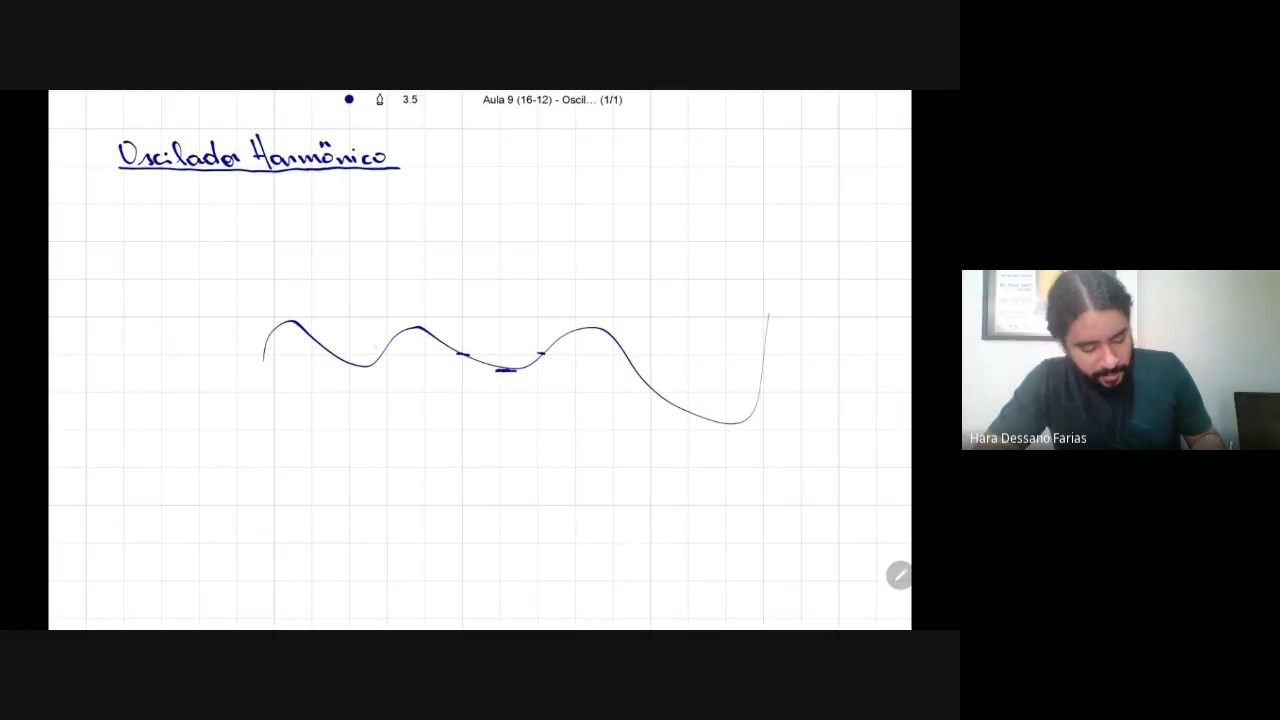 3.5 Aula 9 (16-12) - Oscil... (1/1)
Oscilador Harmônico
Hara Dessano Farias